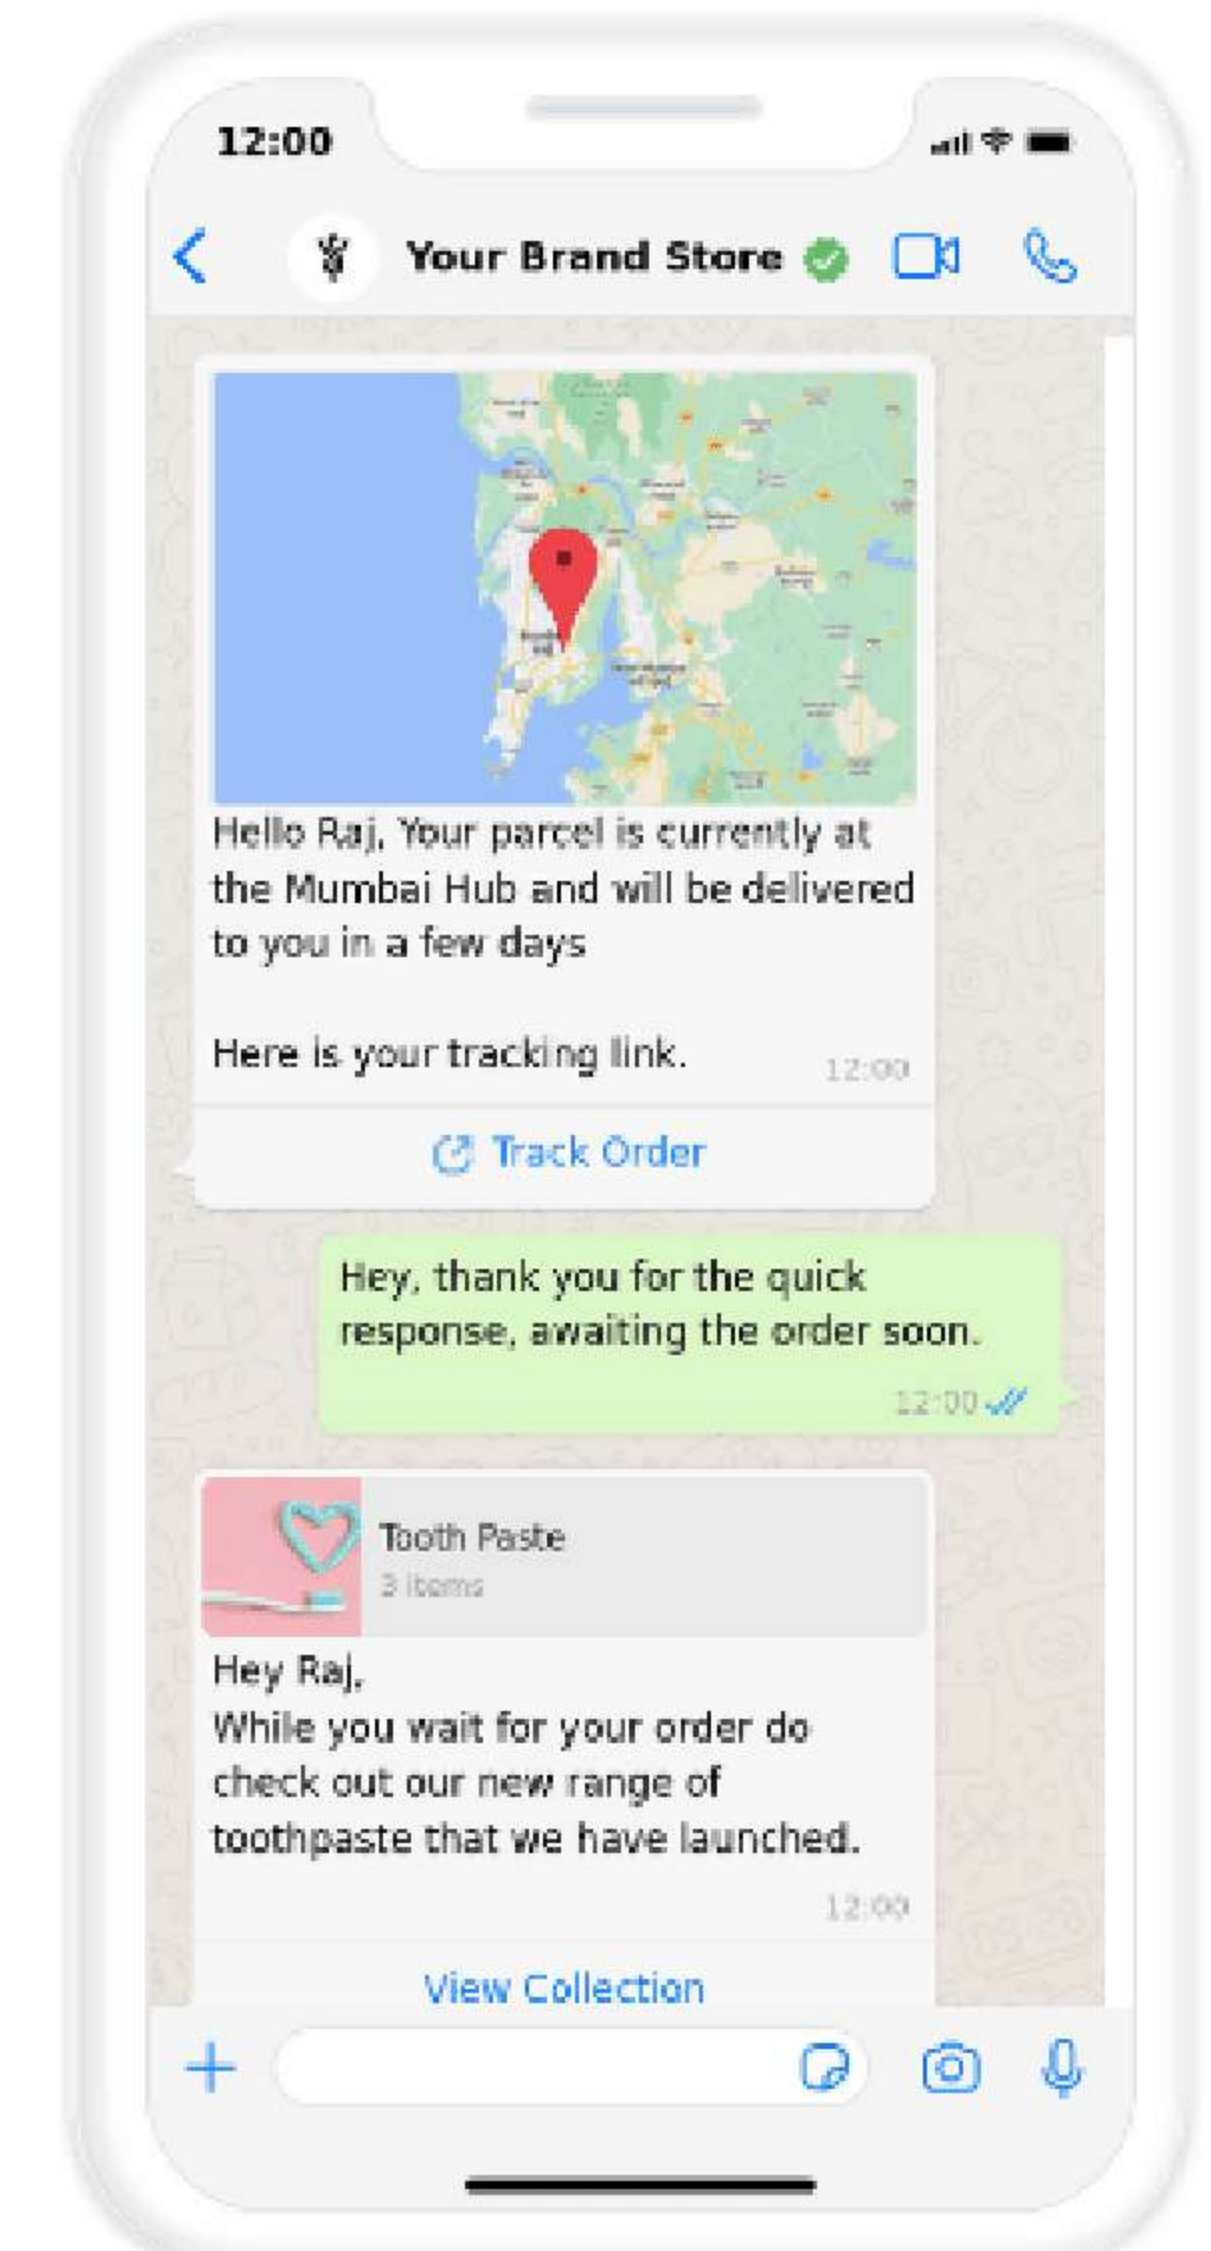 12:00
Your Brand Store
Hello Raj, Your parcel is currently at
the Mumbai Hub and will be delivered
to you in a few days
Here is your tracking link.
12:00
Track Order
Hey, thank you for the quick
response, awaiting the order soon.
12:00
Tooth Paste
3 items
Hey Raj,
While you wait for your order do
check out our new range of
toothpaste that we have launched.
12:00
View Collection